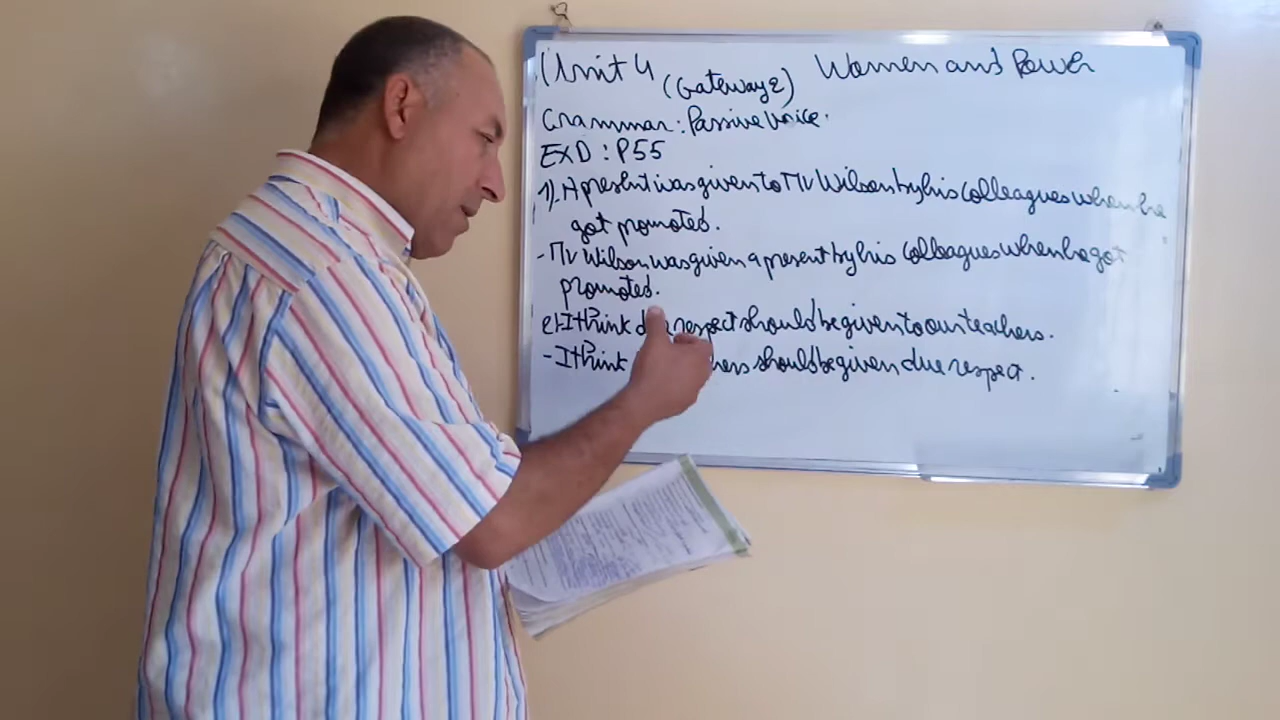 Unit 4 (Gateway 2) Women and Power
Grammar: Passive Voice.
EXD: P55
1). A present was given to Mr Wilson by his colleagues when he
got promoted.
- Mr Wilson was given a present by his colleagues when he got
promoted.
2) I think due respect should be given to our teachers.
- I think should be given due respect.